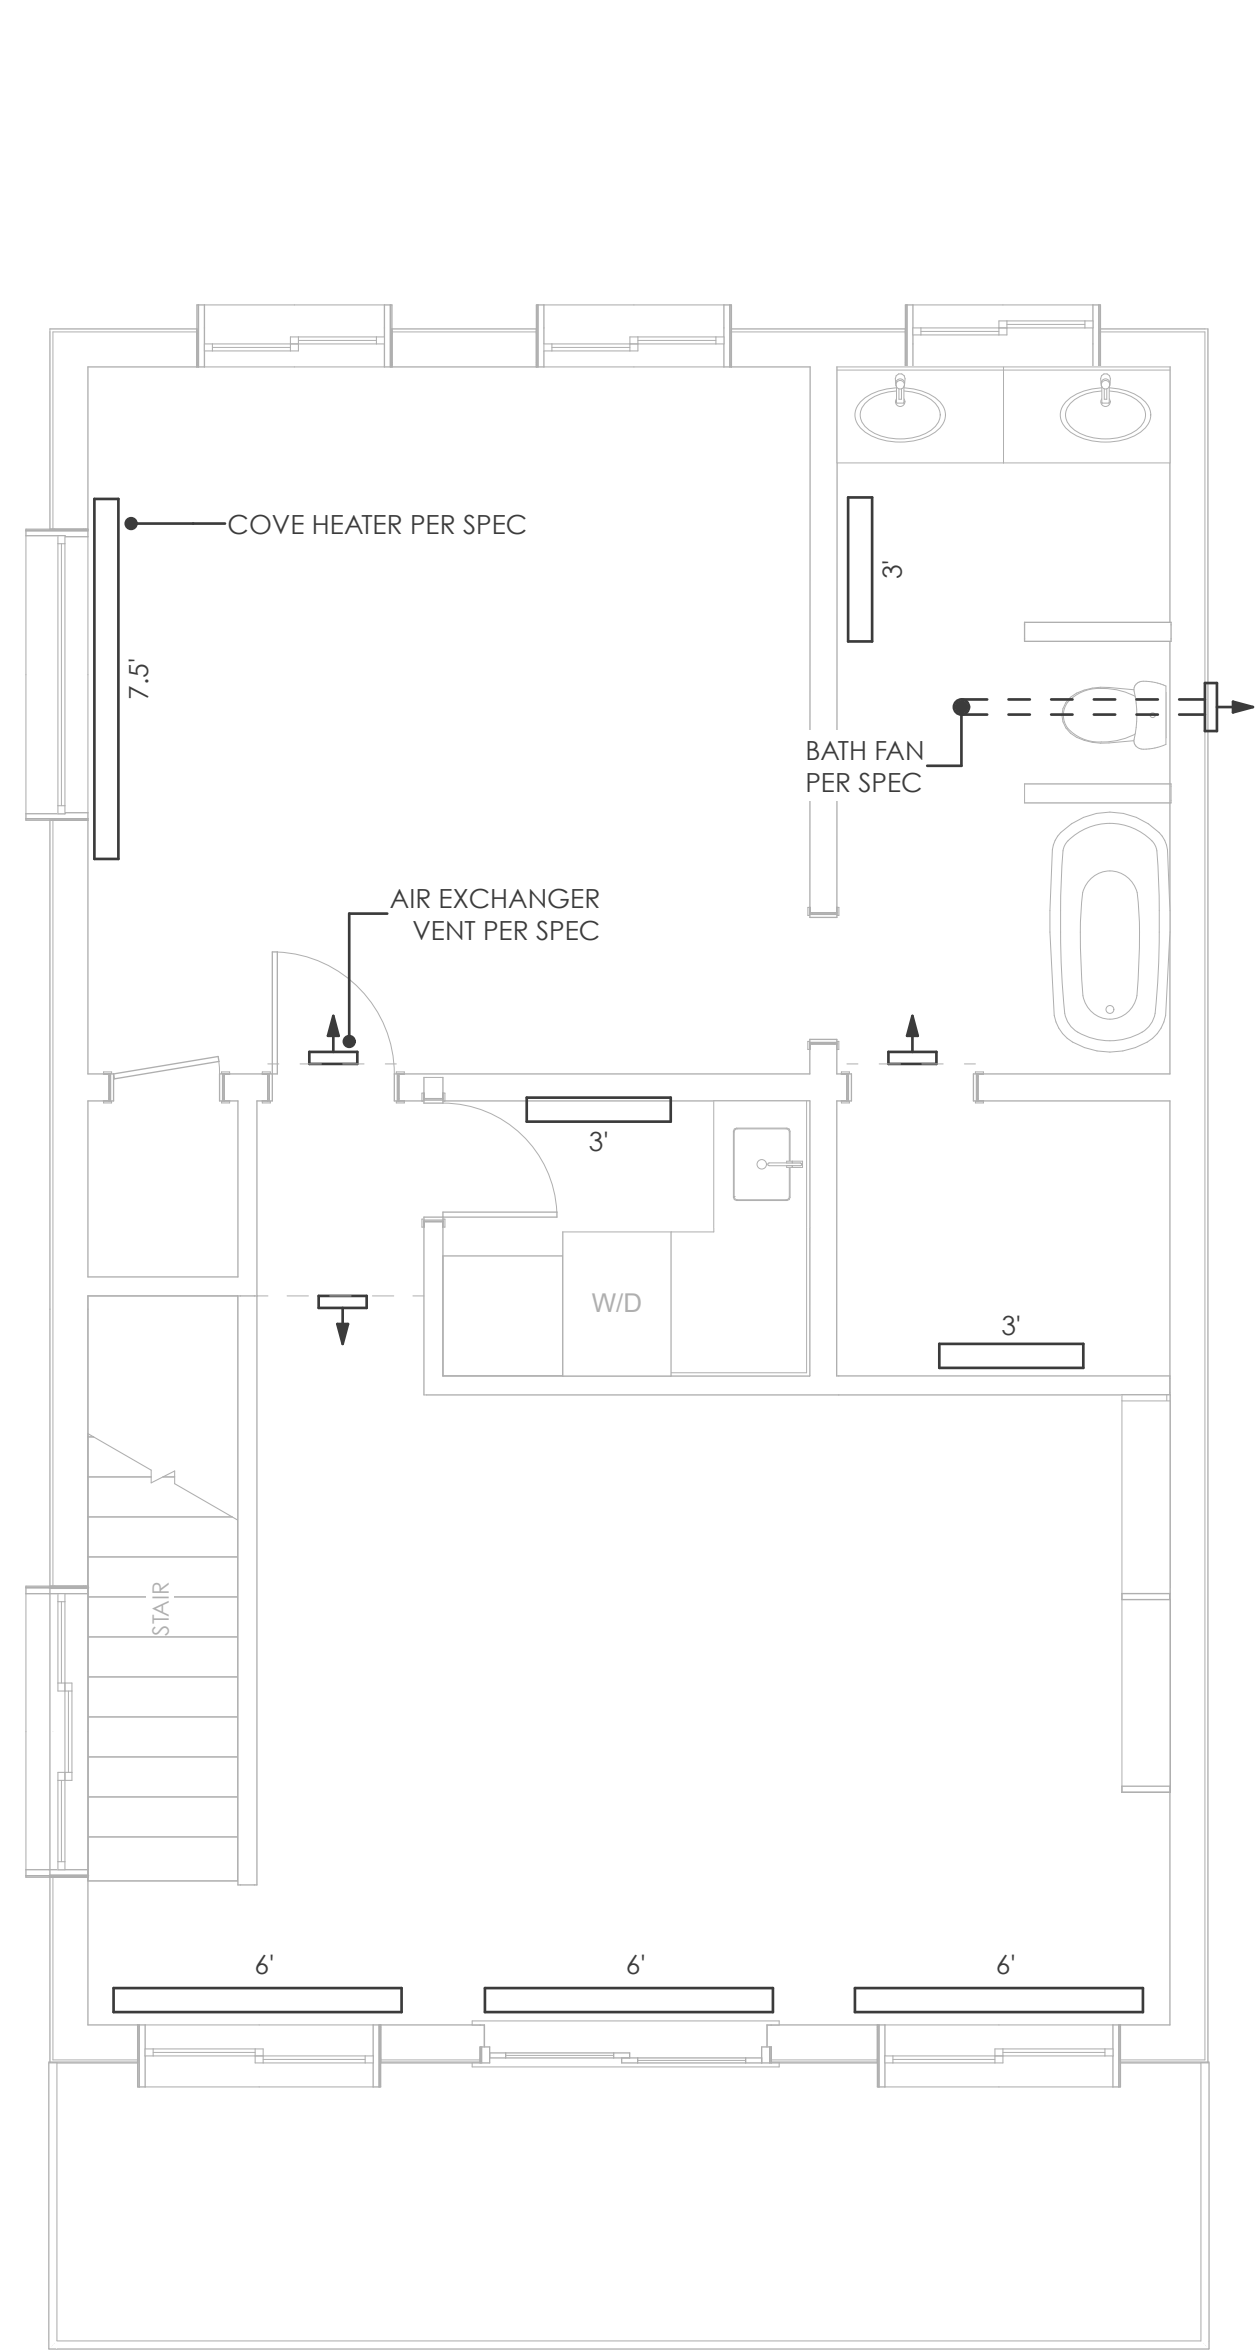 COVE HEATER PER SPEC
3'
7.5'
BATH FAN
PER SPEC
AIR EXCHANGER
VENT PER SPEC
3'
W/D
3'
STAIR
6'
6'
6'